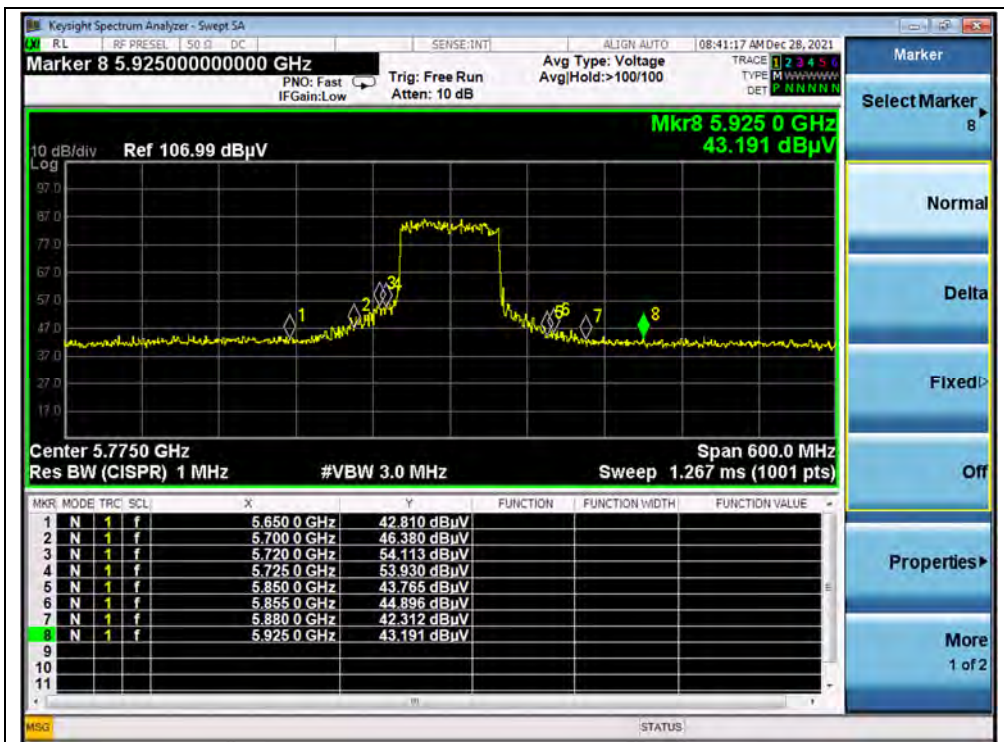 Keysight Spectrum Analyzer - Swept SA
LXI RL RF PRESEL 50 Ω DC SENSE:INT ALIGN AUTO 08:41:17 AM Dec 28, 2021
Marker 8 5.925000000000 GHz
PNO: Fast
IFGain:Low
Trig: Free Run
Atten: 10 dB
Avg Type: Voltage
Avg|Hold:>100/100
TRACE 1 2 3 4 5 6
TYPE M WWWWW
DET P N N N N N
Mkr8 5.925 0 GHz
43.191 dBµV
10 dB/div Ref 106.99 dBµV
Log
97.0
87.0
77.0
67.0
57.0
47.0
37.0
27.0
17.0
1 2 3 4 5 6 7 8
Center 5.7750 GHz Span 600.0 MHz
Res BW (CISPR) 1 MHz #VBW 3.0 MHz Sweep 1.267 ms (1001 pts)
MKR MODE TRC SCL X Y FUNCTION FUNCTION WIDTH FUNCTION VALUE
1 N 1 f 5.650 0 GHz 42.810 dBµV
2 N 1 f 5.700 0 GHz 46.380 dBµV
3 N 1 f 5.720 0 GHz 54.113 dBµV
4 N 1 f 5.725 0 GHz 53.930 dBµV
5 N 1 f 5.850 0 GHz 43.765 dBµV
6 N 1 f 5.855 0 GHz 44.896 dBµV
7 N 1 f 5.880 0 GHz 42.312 dBµV
8 N 1 f 5.925 0 GHz 43.191 dBµV
9
10
11
MSG STATUS
Marker
Select Marker
8
Normal
Delta
Fixed
Off
Properties
More
1 of 2